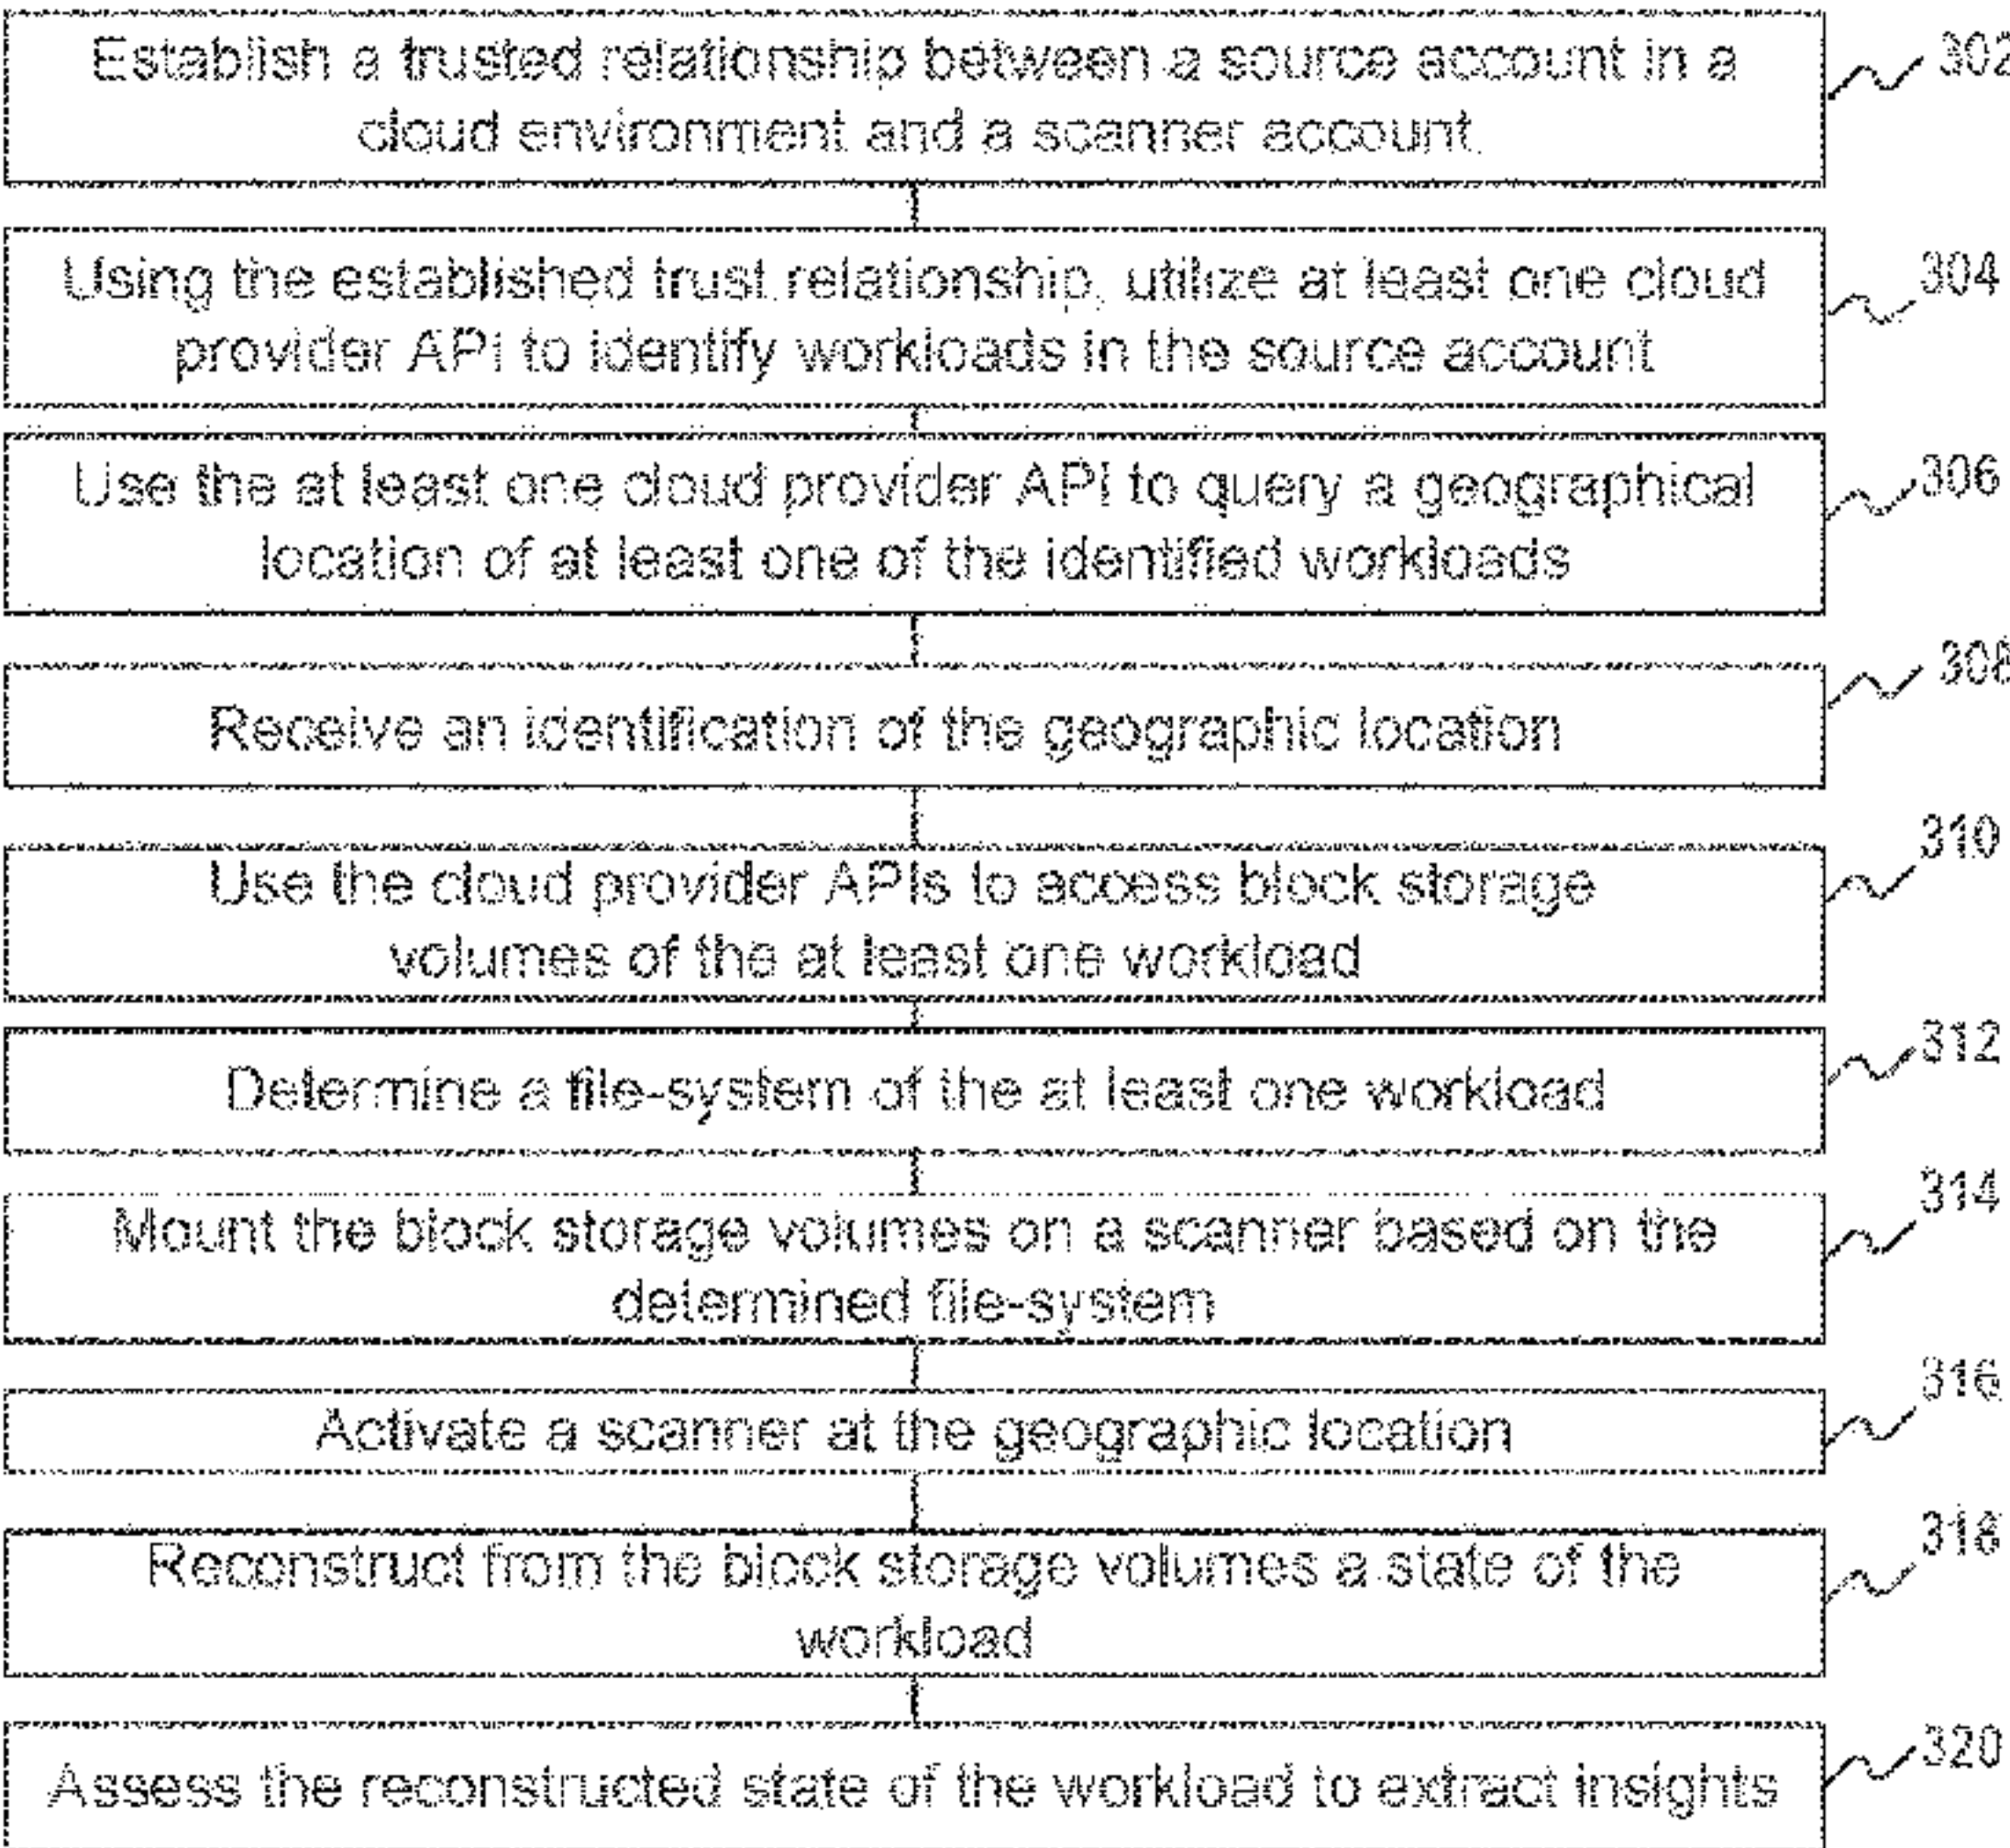 Establish a trusted relationship between a source account in a
cloud environment and a scanner account
302
Using the established trust relationship, utilize at least one cloud
provider API to identify workloads in the source account
304
Use the at least one cloud provider API to query a geographical
location of at least one of the identified workloads
306
Receive an identification of the geographic location
308
Use the cloud provider APIs to access block storage
volumes of the at least one workload
310
Determine a file-system of the at least one workload
312
Mount the block storage volumes on a scanner based on the
determined file-system
314
Activate a scanner at the geographic location
316
Reconstruct from the block storage volumes a state of the
workload
318
Assess the reconstructed state of the workload to extract insights
320